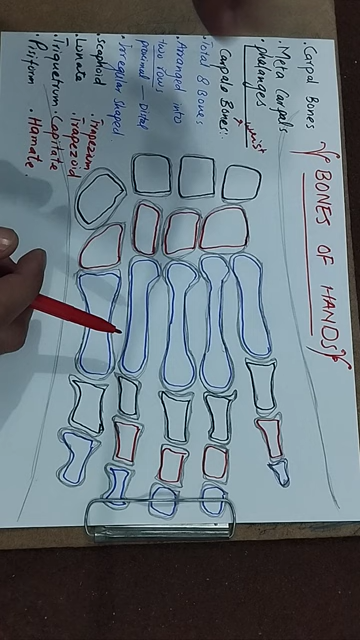 BONES OF HANDS
. Carpal Bones
. Meta Carpals
. phalanges
wrist
Carpals Bones:
. Total 8 Bones
. Arranged into
two rows
proximal — Distal
. Irregular shaped
. scaphoid . Trapezium
. Lunate . Trapezoid
. Triquetrum . Capitate
. Pisiform . Hamate.